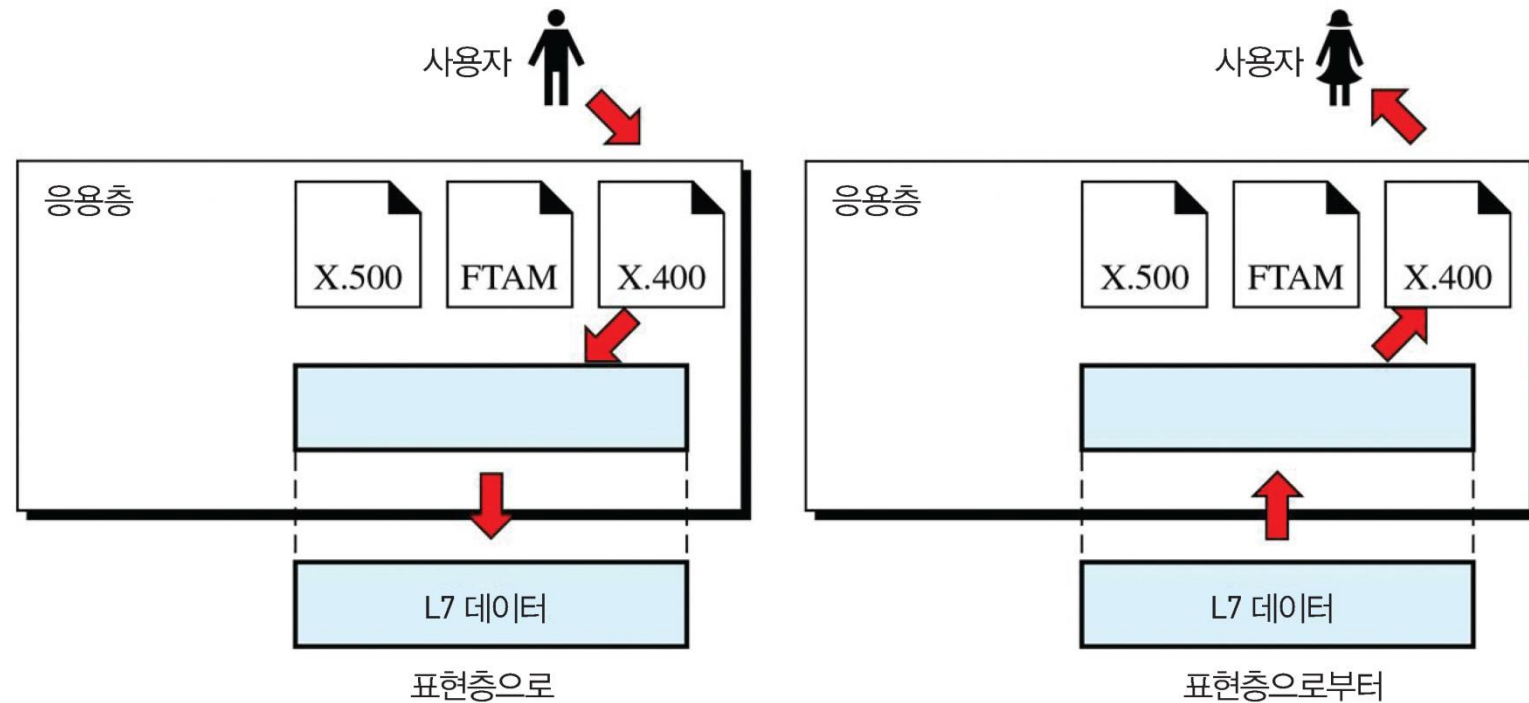 사용자
응용층
X.500
FTAM
X.400
L7 데이터
표현층으로
사용자
응용층
X.500
FTAM
X.400
L7 데이터
표현층으로부터